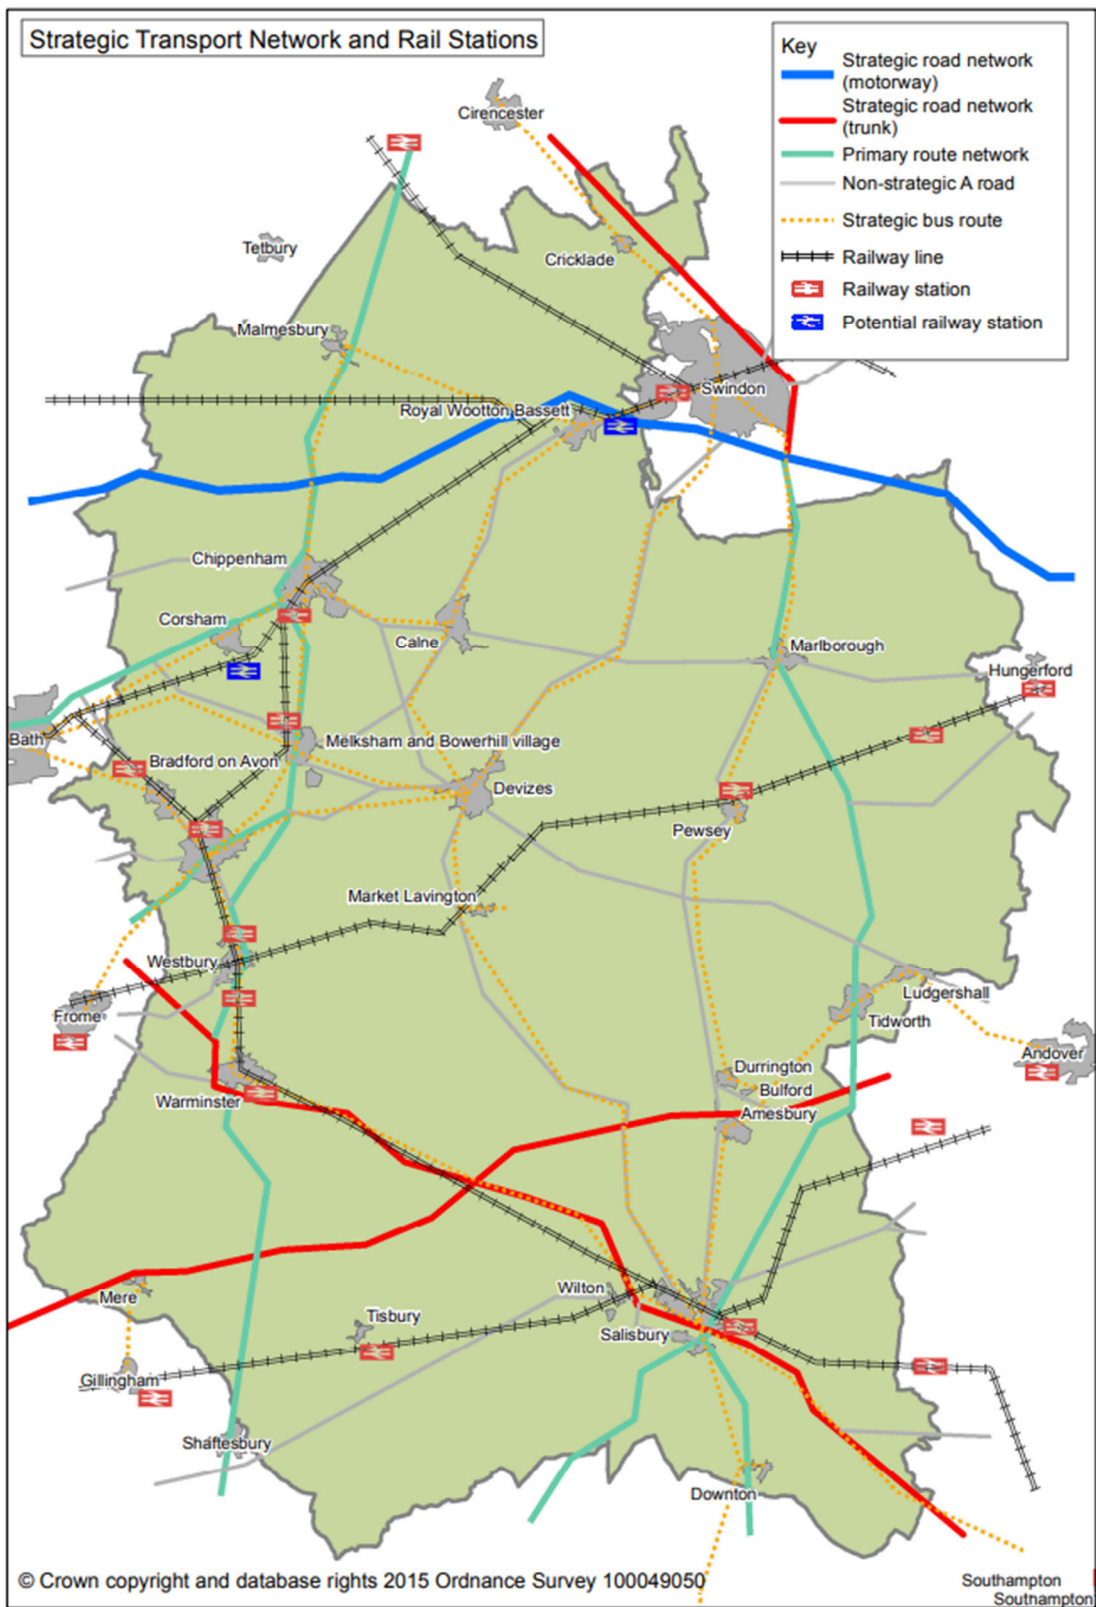 Strategic Transport Network and Rail Stations
Key
Strategic road network
(motorway)
Strategic road network
(trunk)
Primary route network
Non-strategic A road
Strategic bus route
Railway line
Railway station
Potential railway station
Cirencester
Tetbury
Cricklade
Malmesbury
Swindon
Royal Wootton Bassett
Chippenham
Corsham
Calne
Marlborough
Hungerford
Bath
Melksham and Bowerhill village
Bradford on Avon
Devizes
Pewsey
Market Lavington
Westbury
Ludgershall
Frome
Tidworth
Andover
Durrington
Bulford
Warminster
Amesbury
Wilton
Mere
Tisbury
Salisbury
Gillingham
Shaftesbury
Downton
© Crown copyright and database rights 2015 Ordnance Survey 100049050
Southampton
Southampton